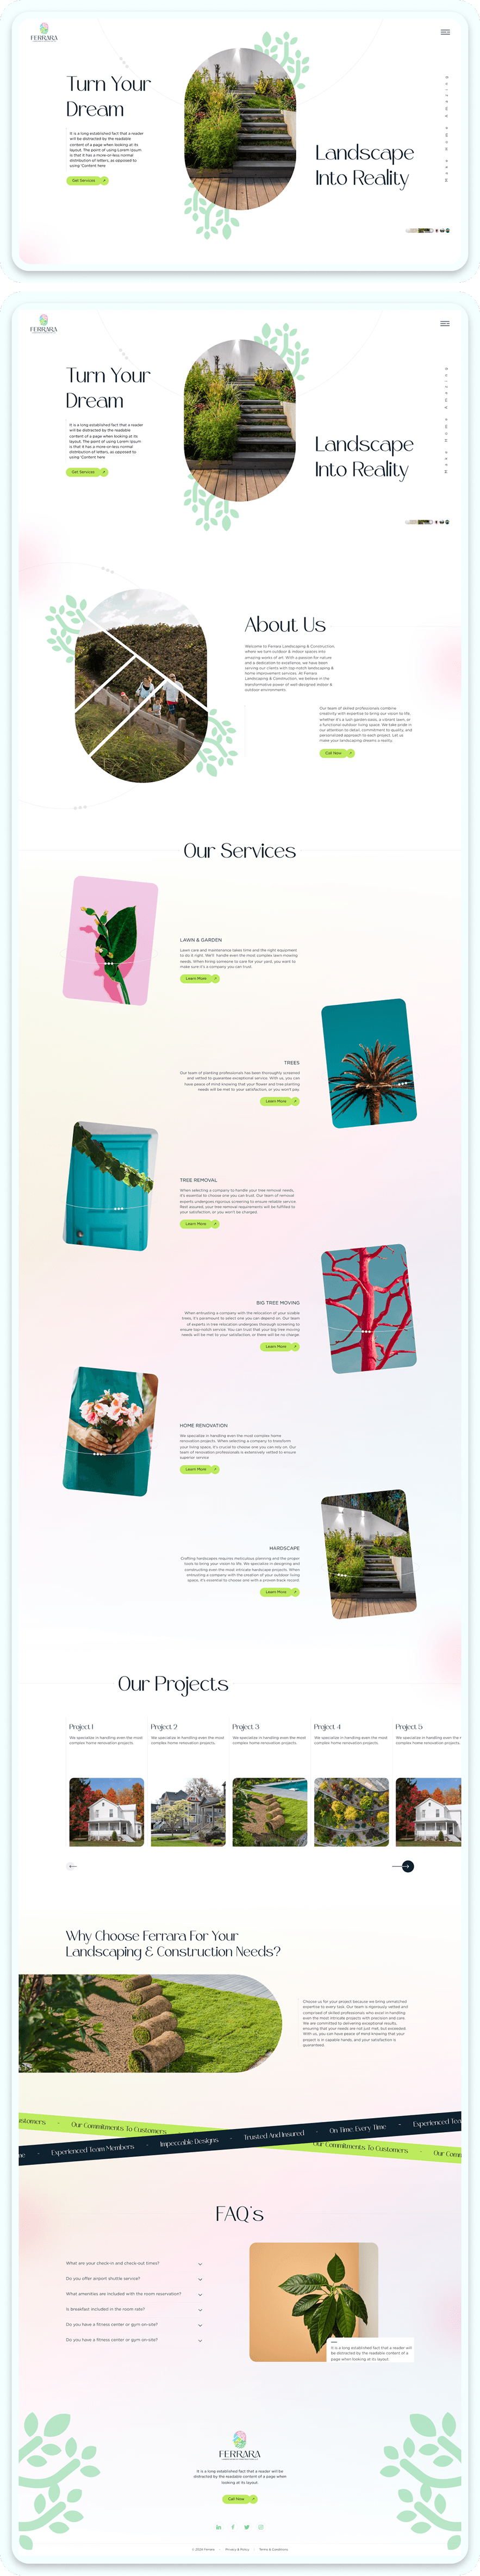 FERRARA
Turn Your
Dream
It is a long established fact that a reader
will be distracted by the readable
content of a page when looking at its
layout. The point of using Lorem Ipsum
is that it has a more-or-less normal
distribution of letters, as opposed to
using 'Content here
Get Services
Landscape
Into Reality
Make Home Amazing
FERRARA
Turn Your
Dream
It is a long established fact that a reader
will be distracted by the readable
content of a page when looking at its
layout. The point of using Lorem Ipsum
is that it has a more-or-less normal
distribution of letters, as opposed to
using 'Content here
Get Services
Landscape
Into Reality
Make Home Amazing
About Us
Welcome to Ferrara Landscaping & Construction,
where we turn outdoor & indoor spaces into
amazing works of art. With a passion for nature
and a dedication to excellence, we have been
serving our clients with top-notch landscaping &
home improvement services. At Ferrara
Landscaping & Construction, we believe in the
transformative power of well-designed indoor &
outdoor environments.
Our team of skilled professionals combine
creativity with expertise to bring our vision to life.
whether it's a lush garden oasis, a vibrant lawn, or
a functional outdoor living space. We take pride in
our attention to detail, commitment to quality, and
personalized approach to each project. Let us
make your landscaping dreams a reality.
Call Now
Our Services
LAWN & GARDEN
Lawn care and maintenance takes time and the right equipment
to do it right. We'll handle even the most complex lawn mowing
needs. When hiring someone to care for your yard, you want to
make sure it's a company you can trust.
Learn More
TREES
Our team of planting professionals has been thoroughly screened
and vetted to guarantee exceptional service. With us, you can
have peace of mind knowing that your flower and tree planting
needs will be met to your satisfaction, or you won't pay.
Learn More
TREE REMOVAL
When selecting a company to handle your tree removal needs,
it's essential to choose one you can trust. Our team of removal
experts undergoes rigorous screening to ensure reliable service
Rest assured, your tree removal requirements will be fulfilled to
your satisfaction, or you won't be charged.
Learn More
BIG TREE MOVING
When entrusting a company with the relocation of your sizable
trees, it's paramount to select one you can depend on. Our team
of experts in tree relocation undergoes thorough screening to
ensure top-notch service. You can trust that your big tree moving
needs will be met to your satisfaction, or there will be no charge.
Learn More
HOME RENOVATION
We specialize in handling even the most complex home
renovation projects. When selecting a company to transform
your living space, it's crucial to choose one you can rely on. Our
team of renovation professionals is extensively vetted to ensure
superior service
Learn More
HARDSCAPE
Crafting hardscapes requires meticulous planning and the proper
tools to bring your vision to life. We specialize in designing and
constructing even the most intricate hardscape projects. When
entrusting a company with the creation of your outdoor living
space, it's essential to choose one with a proven track record.
Learn More
Our Projects
Project 1
We specialize in handling even the most
complex home renovation projects.
Project 2
We specialize in handling even the most
complex home renovation projects.
Project 3
We specialize in handling even the most
complex home renovation projects.
Project 4
We specialize in handling even the most
complex home renovation projects.
Project 5
We specialize in handling even the
complex home renovation projects.
Why Choose Ferrara For Your
Landscaping & Construction Needs?
Choose us for your project because we bring unmatched
expertise to every task. Our team is rigorously vetted and
comprised of skilled professionals who excel in handling
even the most intricate projects with precision and care.
We are committed to delivering exceptional results,
ensuring that your needs are not just met, but exceeded.
With us, you can have peace of mind knowing that your
project is in capable hands, and your satisfaction is
guaranteed.
ustomers - Our Commitments To Customers
Our Commitments To Customers - Our Com
me - Experienced Team Members - Impeccable Designs - Trusted And Insured - On Time, Every Time - Experienced Tea
FAQ's
What are your check-in and check-out times?
Do you offer airport shuttle service?
What amenities are included with the room reservation?
Is breakfast included in the room rate?
Do you have a fitness center or gym on-site?
Do you have a fitness center or gym on-site?
It is a long established fact that a reader will
be distracted by the readable content of a
page when looking at its layout.
FERRARA
It is a long established fact that a reader will be
distracted by the readable content of a page when
looking at its layout.
Call Now
© 2024 Ferrara - Privacy & Policy - Terms & Conditions